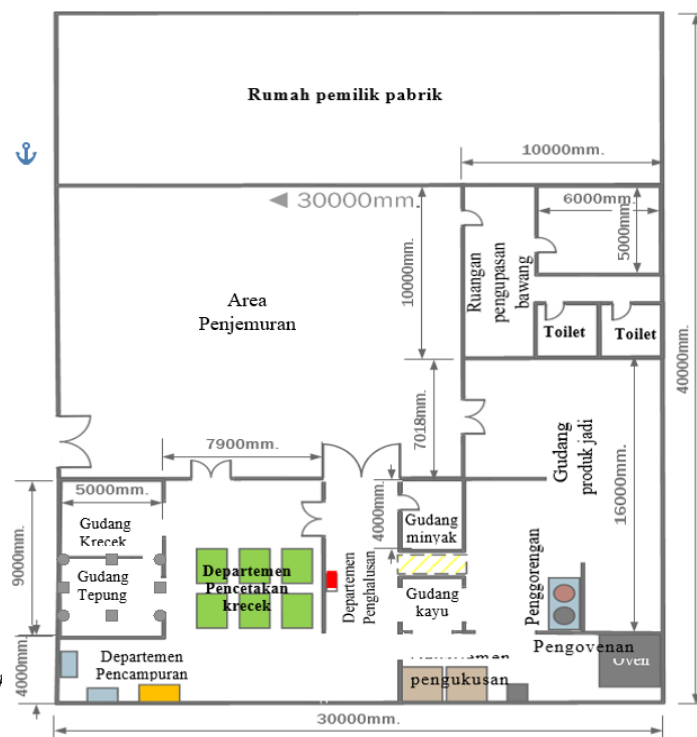 Rumah pemilik pabrik
10000mm.
30000mm.
6000mm.
5000mm.
10000mm.
Ruangan
pengupasan
bawang
Area
Penjemuran
Toilet
Toilet
40000mm.
7018mm.
7900mm.
Gudang
produk jadi
16000mm.
5000mm.
4000mm.
9000mm.
Gudang
Krecek
Gudang
minyak
Gudang
Tepung
Departemen
Pencetakan
krecek
Departemen
Penghalusan
Gudang
kayu
Penggorengan
Pengovenan
Oven
4000mm.
Departemen
Pencampuran
pengukusan
30000mm.